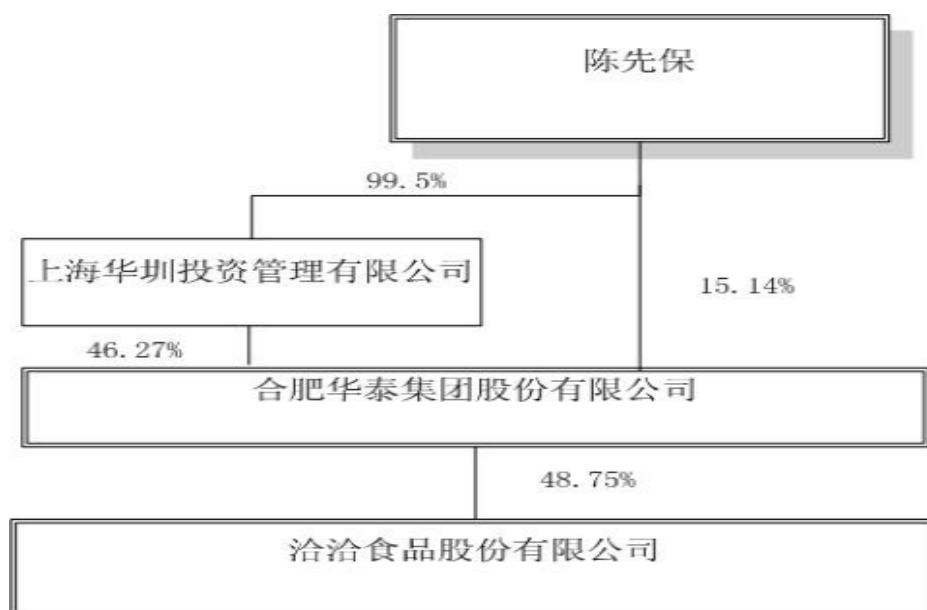 陈先保
99.5%
上海华圳投资管理有限公司
15.14%
46.27%
合肥华泰集团股份有限公司
48.75%
洽洽食品股份有限公司